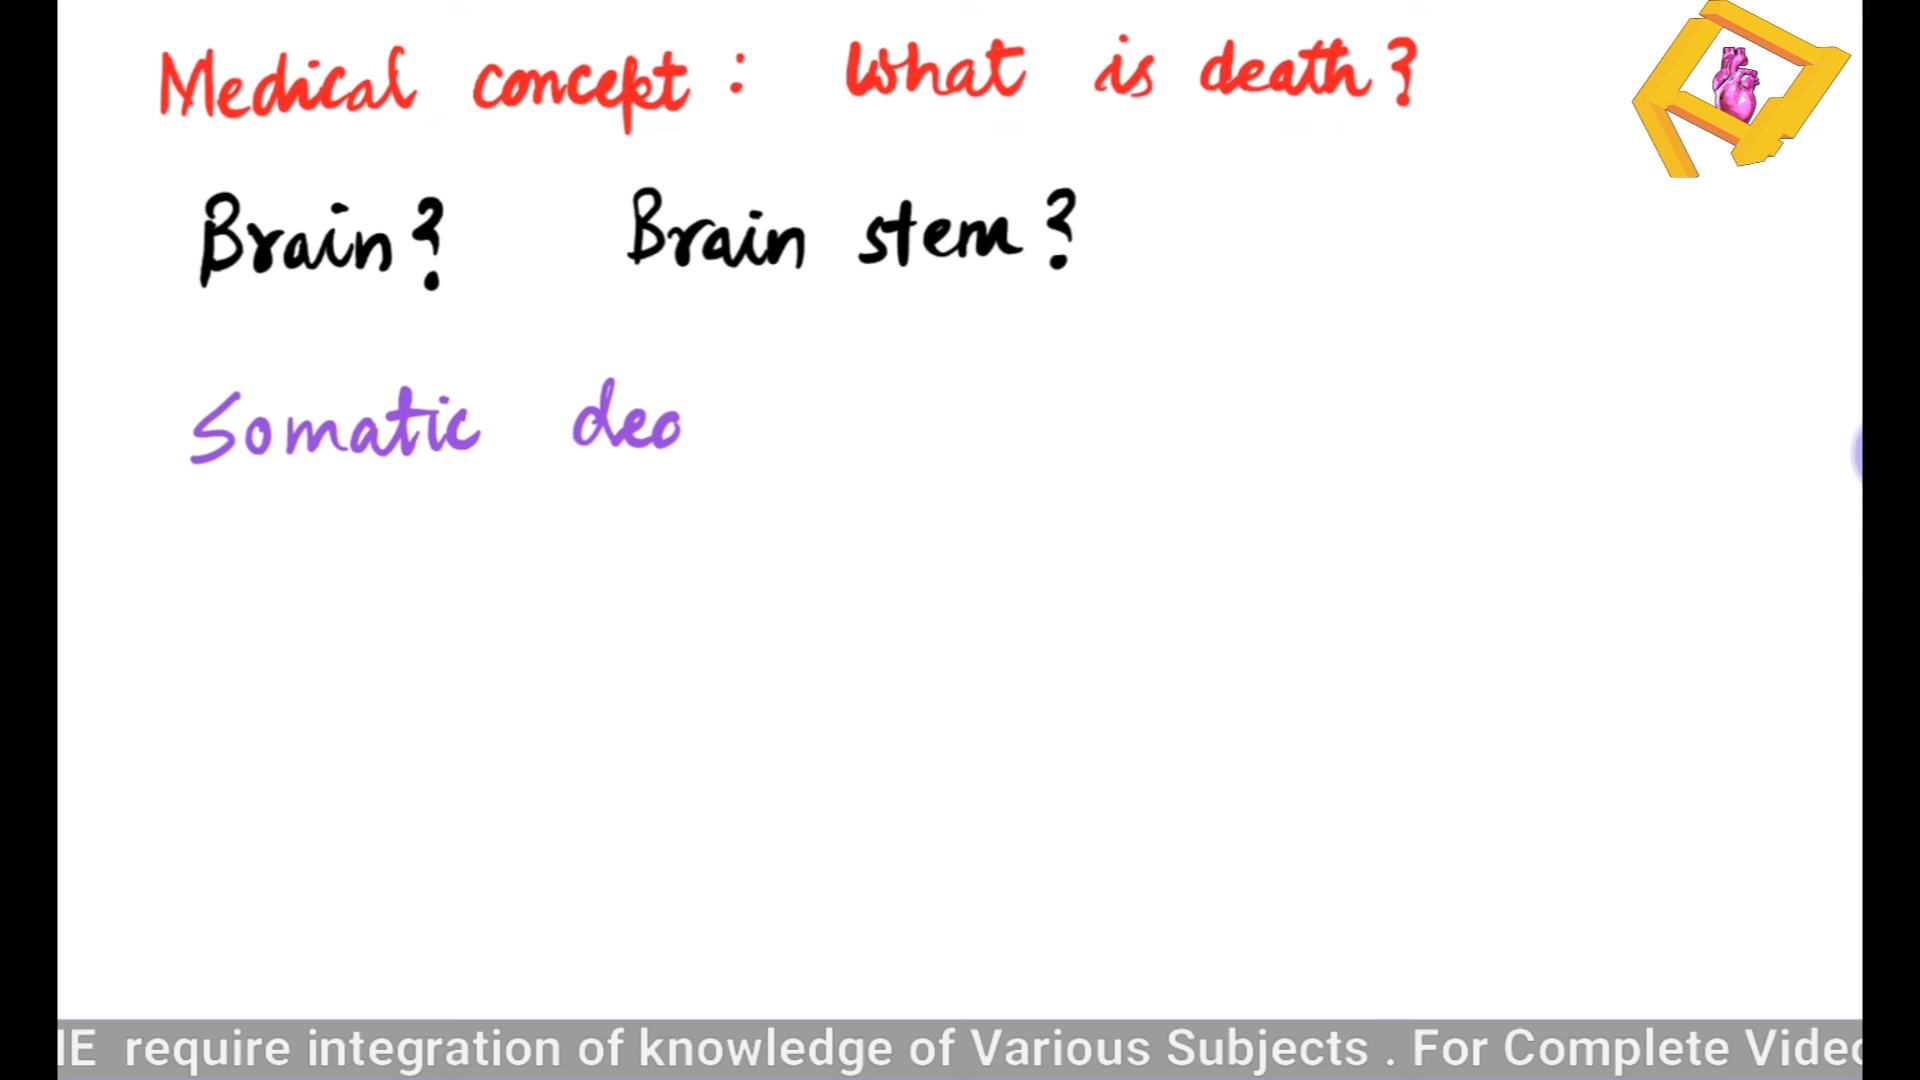 Medical concept : What is death ?
Brain ? Brain stem ?
Somatic dea
IE require integration of knowledge of Various Subjects . For Complete Video